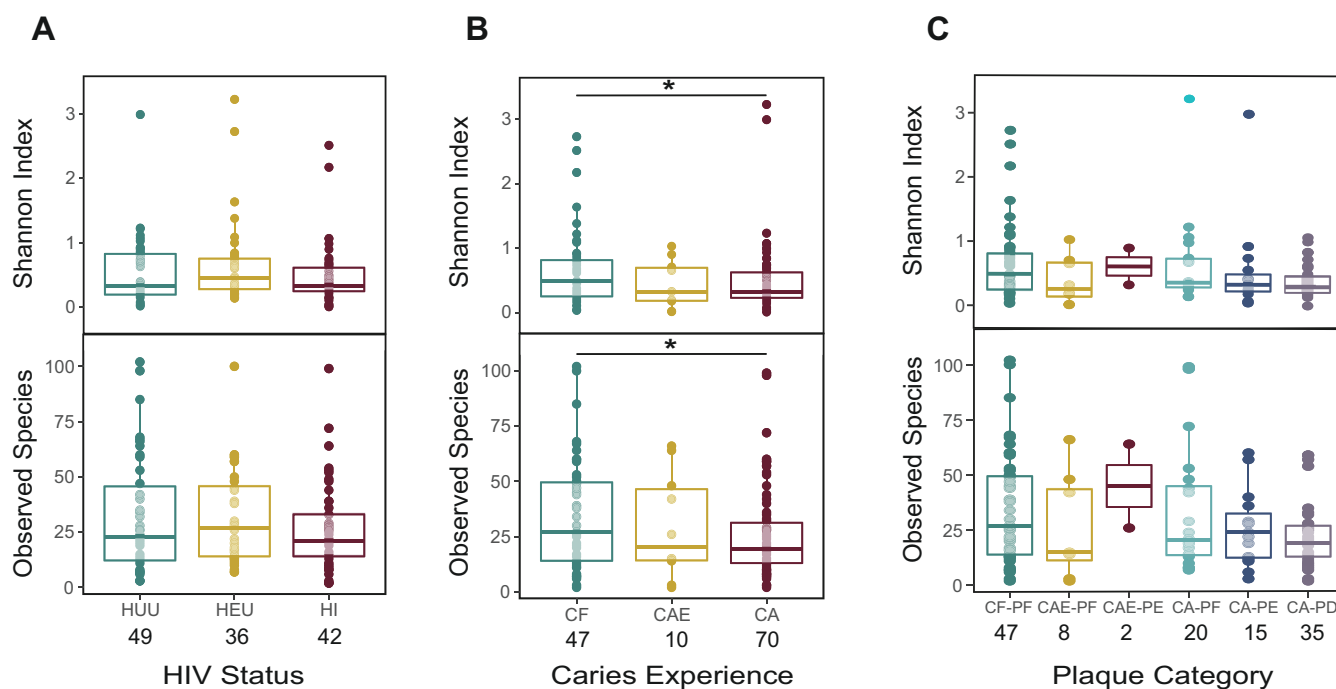 A
B
C
Shannon Index
3
2
1
0
Observed Species
100
75
50
25
0
HUU HEU HI
49 36 42
HIV Status
*
Shannon Index
3
2
1
0
*
Observed Species
100
75
50
25
0
CF CAE CA
47 10 70
Caries Experience
Shannon Index
3
2
1
0
Observed Species
100
75
50
25
0
CF-PF CAE-PF CAE-PE CA-PF CA-PE CA-PD
47 8 2 20 15 35
Plaque Category